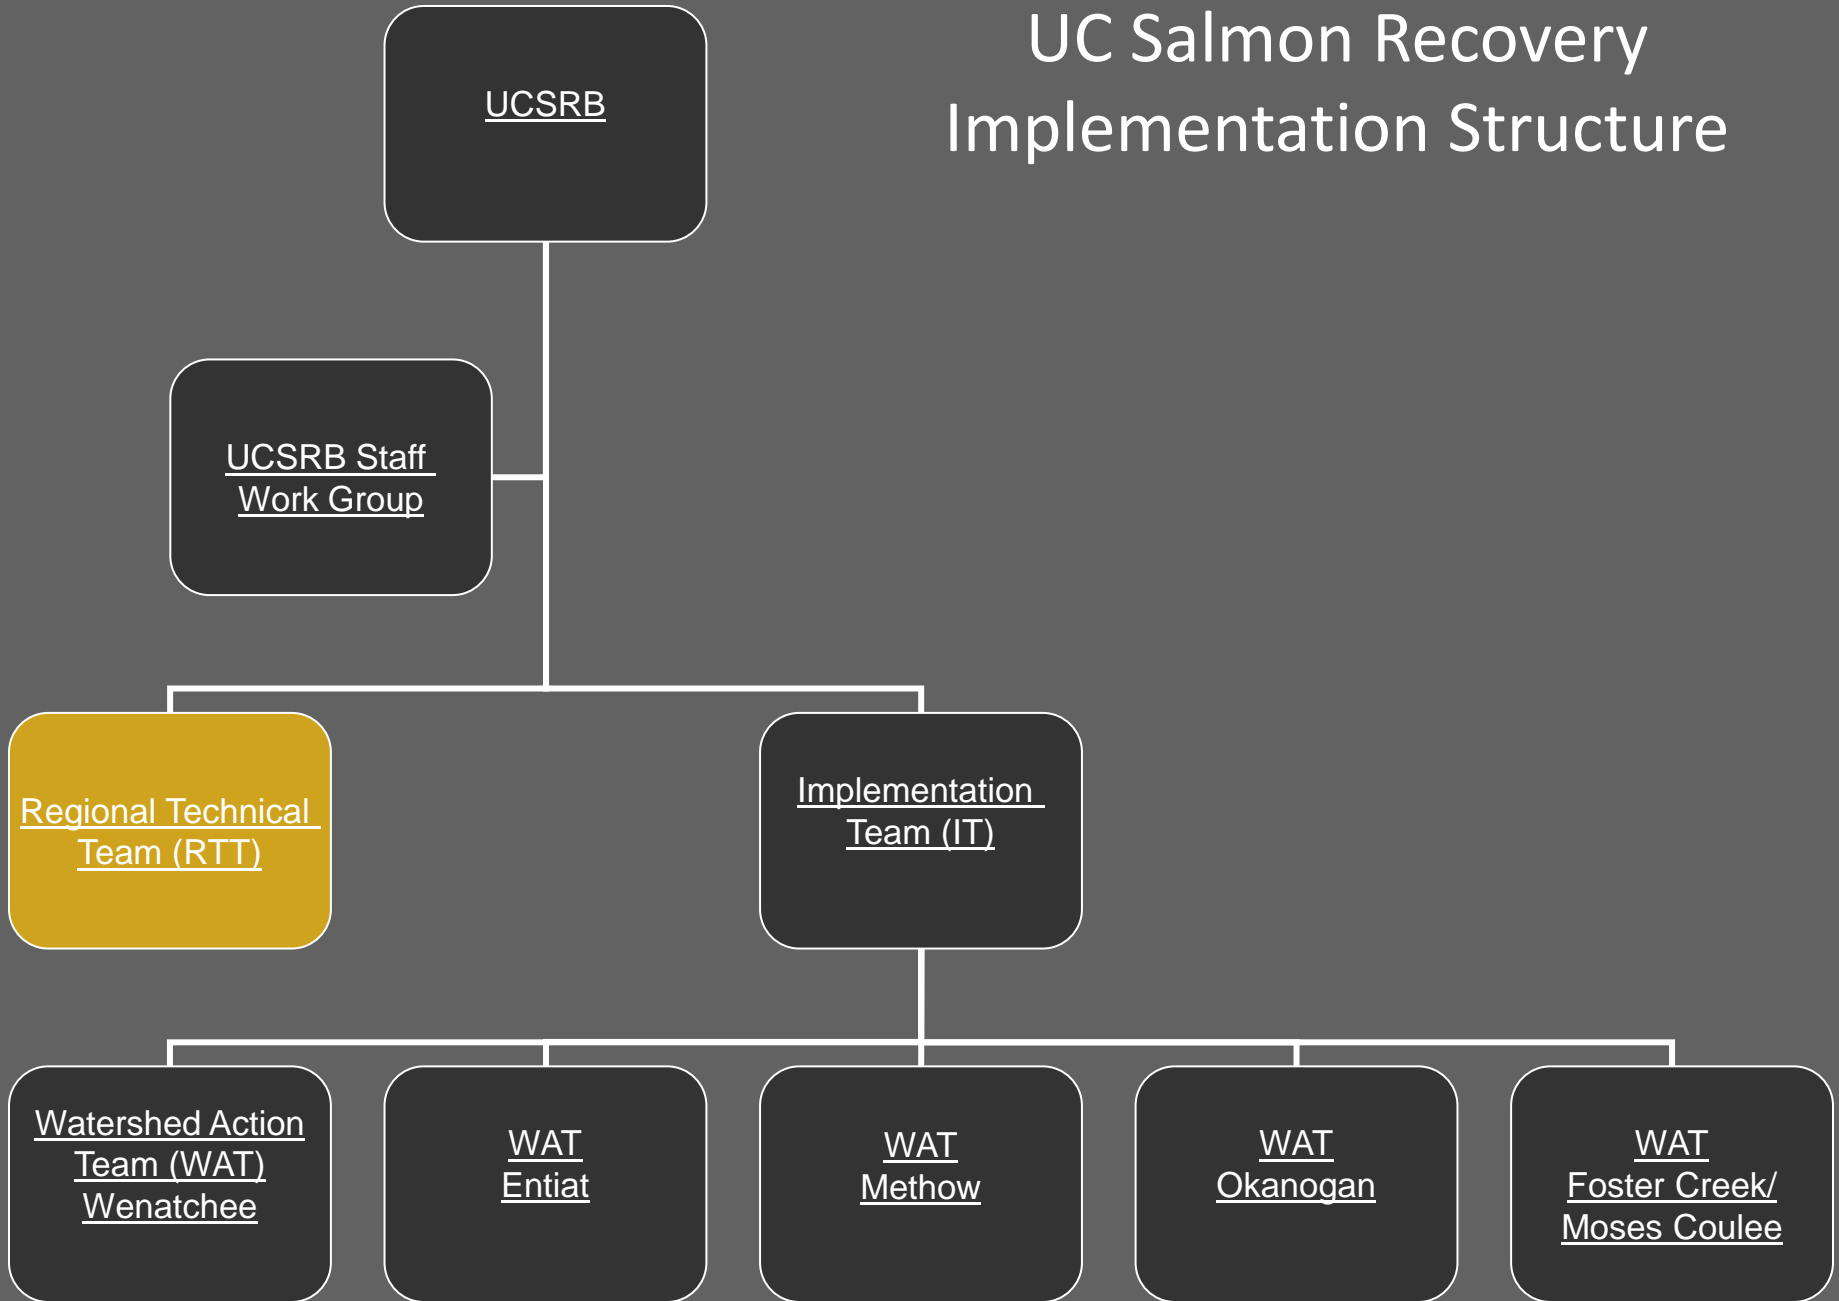 UC Salmon Recovery
Implementation Structure
UCSRB
UCSRB Staff
Work Group
Regional Technical
Team (RTT)
Implementation
Team (IT)
Watershed Action
Team (WAT)
Wenatchee
WAT
Entiat
WAT
Methow
WAT
Okanogan
WAT
Foster Creek/
Moses Coulee